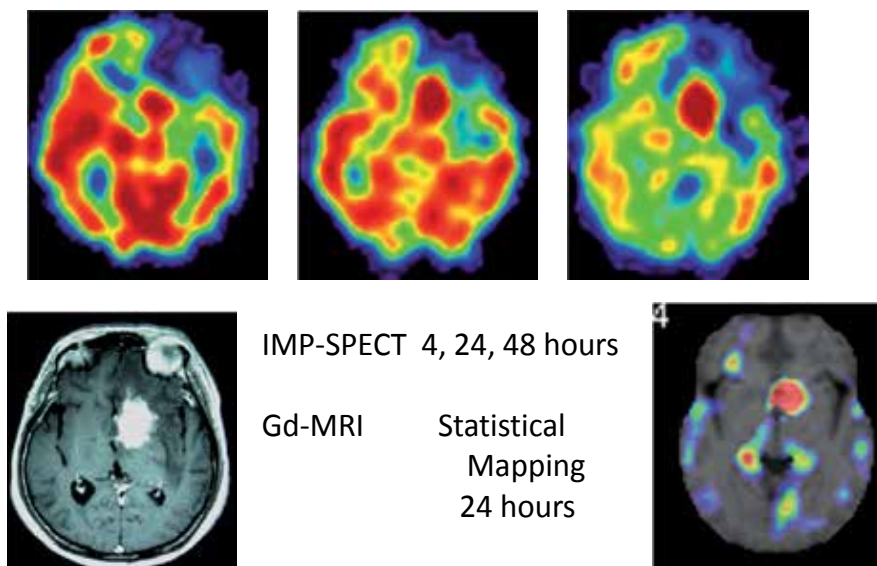 IMP-SPECT 4, 24, 48 hours
4
Gd-MRI Statistical
Mapping
24 hours